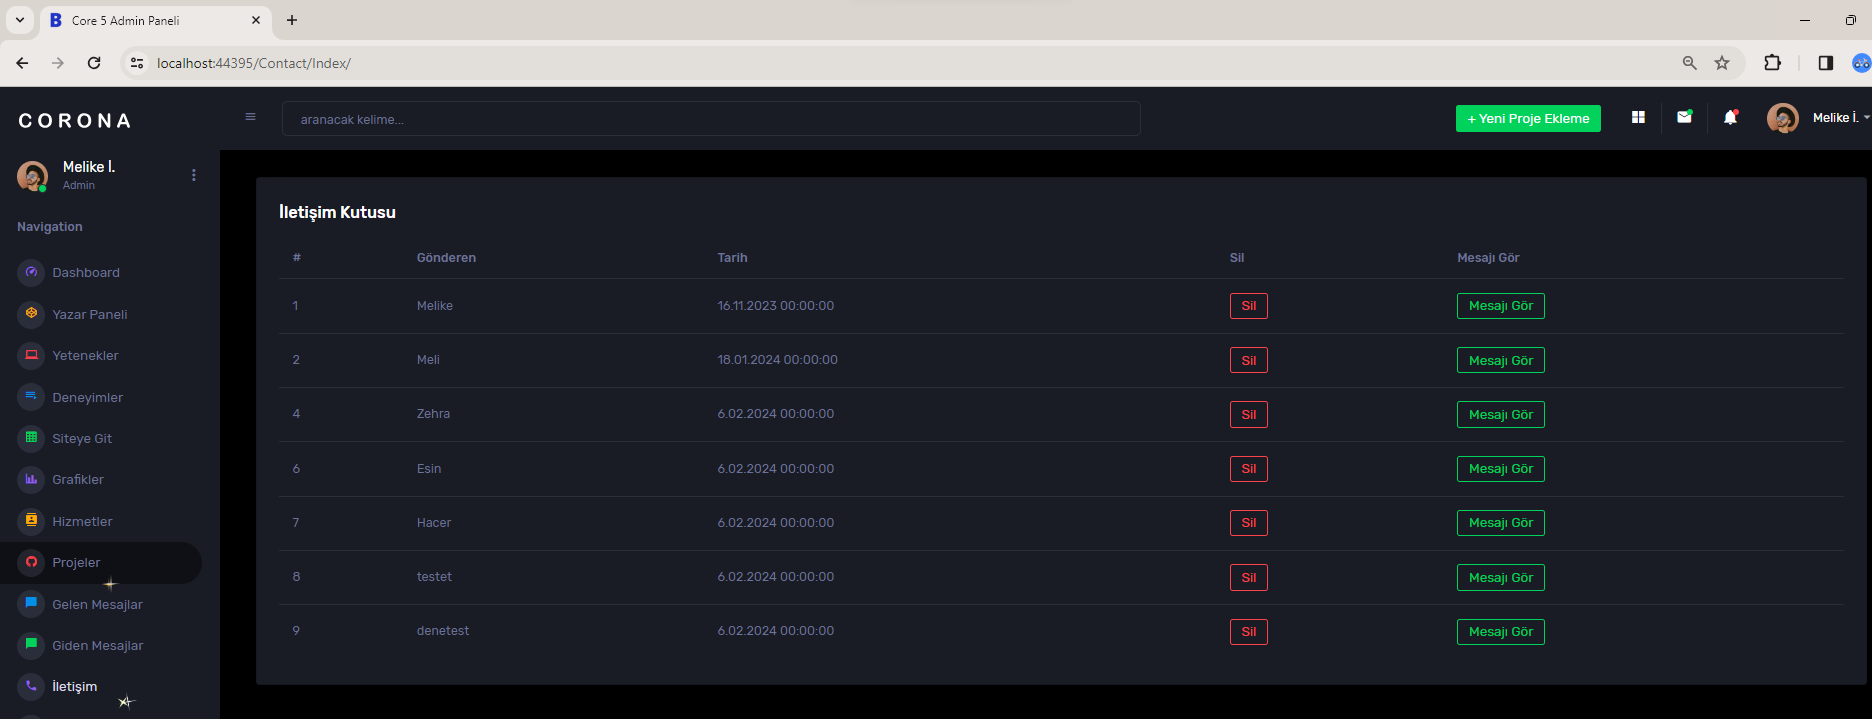 Core 5 Admin Paneli
localhost:44395/Contact/Index/
CORONA
aranacak kelime...
+ Yeni Proje Ekleme
Melike İ.
Melike İ.
Admin
Navigation
Dashboard
Yazar Paneli
Yetenekler
Deneyimler
Siteye Git
Grafikler
Hizmetler
Projeler
Gelen Mesajlar
Giden Mesajlar
İletişim
İletişim Kutusu
# Gönderen Tarih Sil Mesajı Gör
1 Melike 16.11.2023 00:00:00 Sil Mesajı Gör
2 Meli 18.01.2024 00:00:00 Sil Mesajı Gör
4 Zehra 6.02.2024 00:00:00 Sil Mesajı Gör
6 Esin 6.02.2024 00:00:00 Sil Mesajı Gör
7 Hacer 6.02.2024 00:00:00 Sil Mesajı Gör
8 testet 6.02.2024 00:00:00 Sil Mesajı Gör
9 denetest 6.02.2024 00:00:00 Sil Mesajı Gör